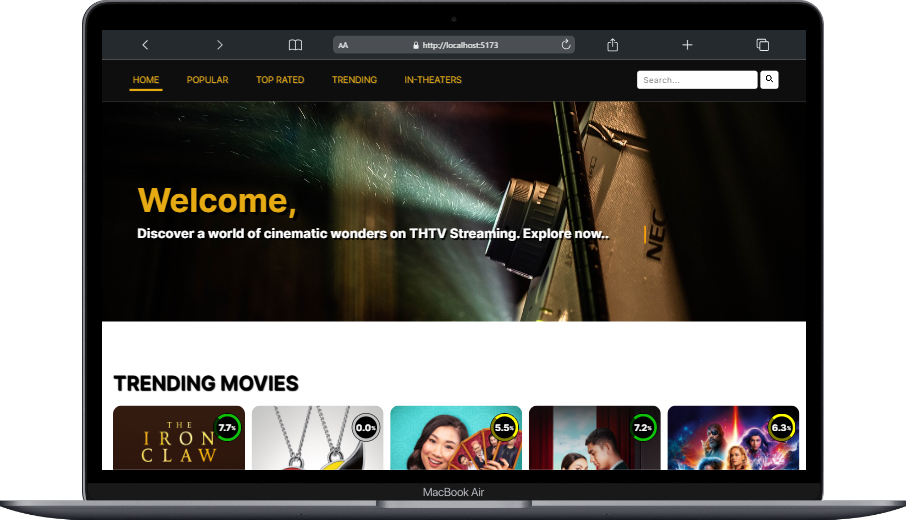 AA
http://localhost:5173
HOME
POPULAR
TOP RATED
TRENDING
IN-THEATERS
Search...
Welcome,
Discover a world of cinematic wonders on THTV Streaming. Explore now..
NEC
TRENDING MOVIES
THE
IRON
CLAW
7.7%
0.0%
5.5%
7.2%
6.3%
MacBook Air